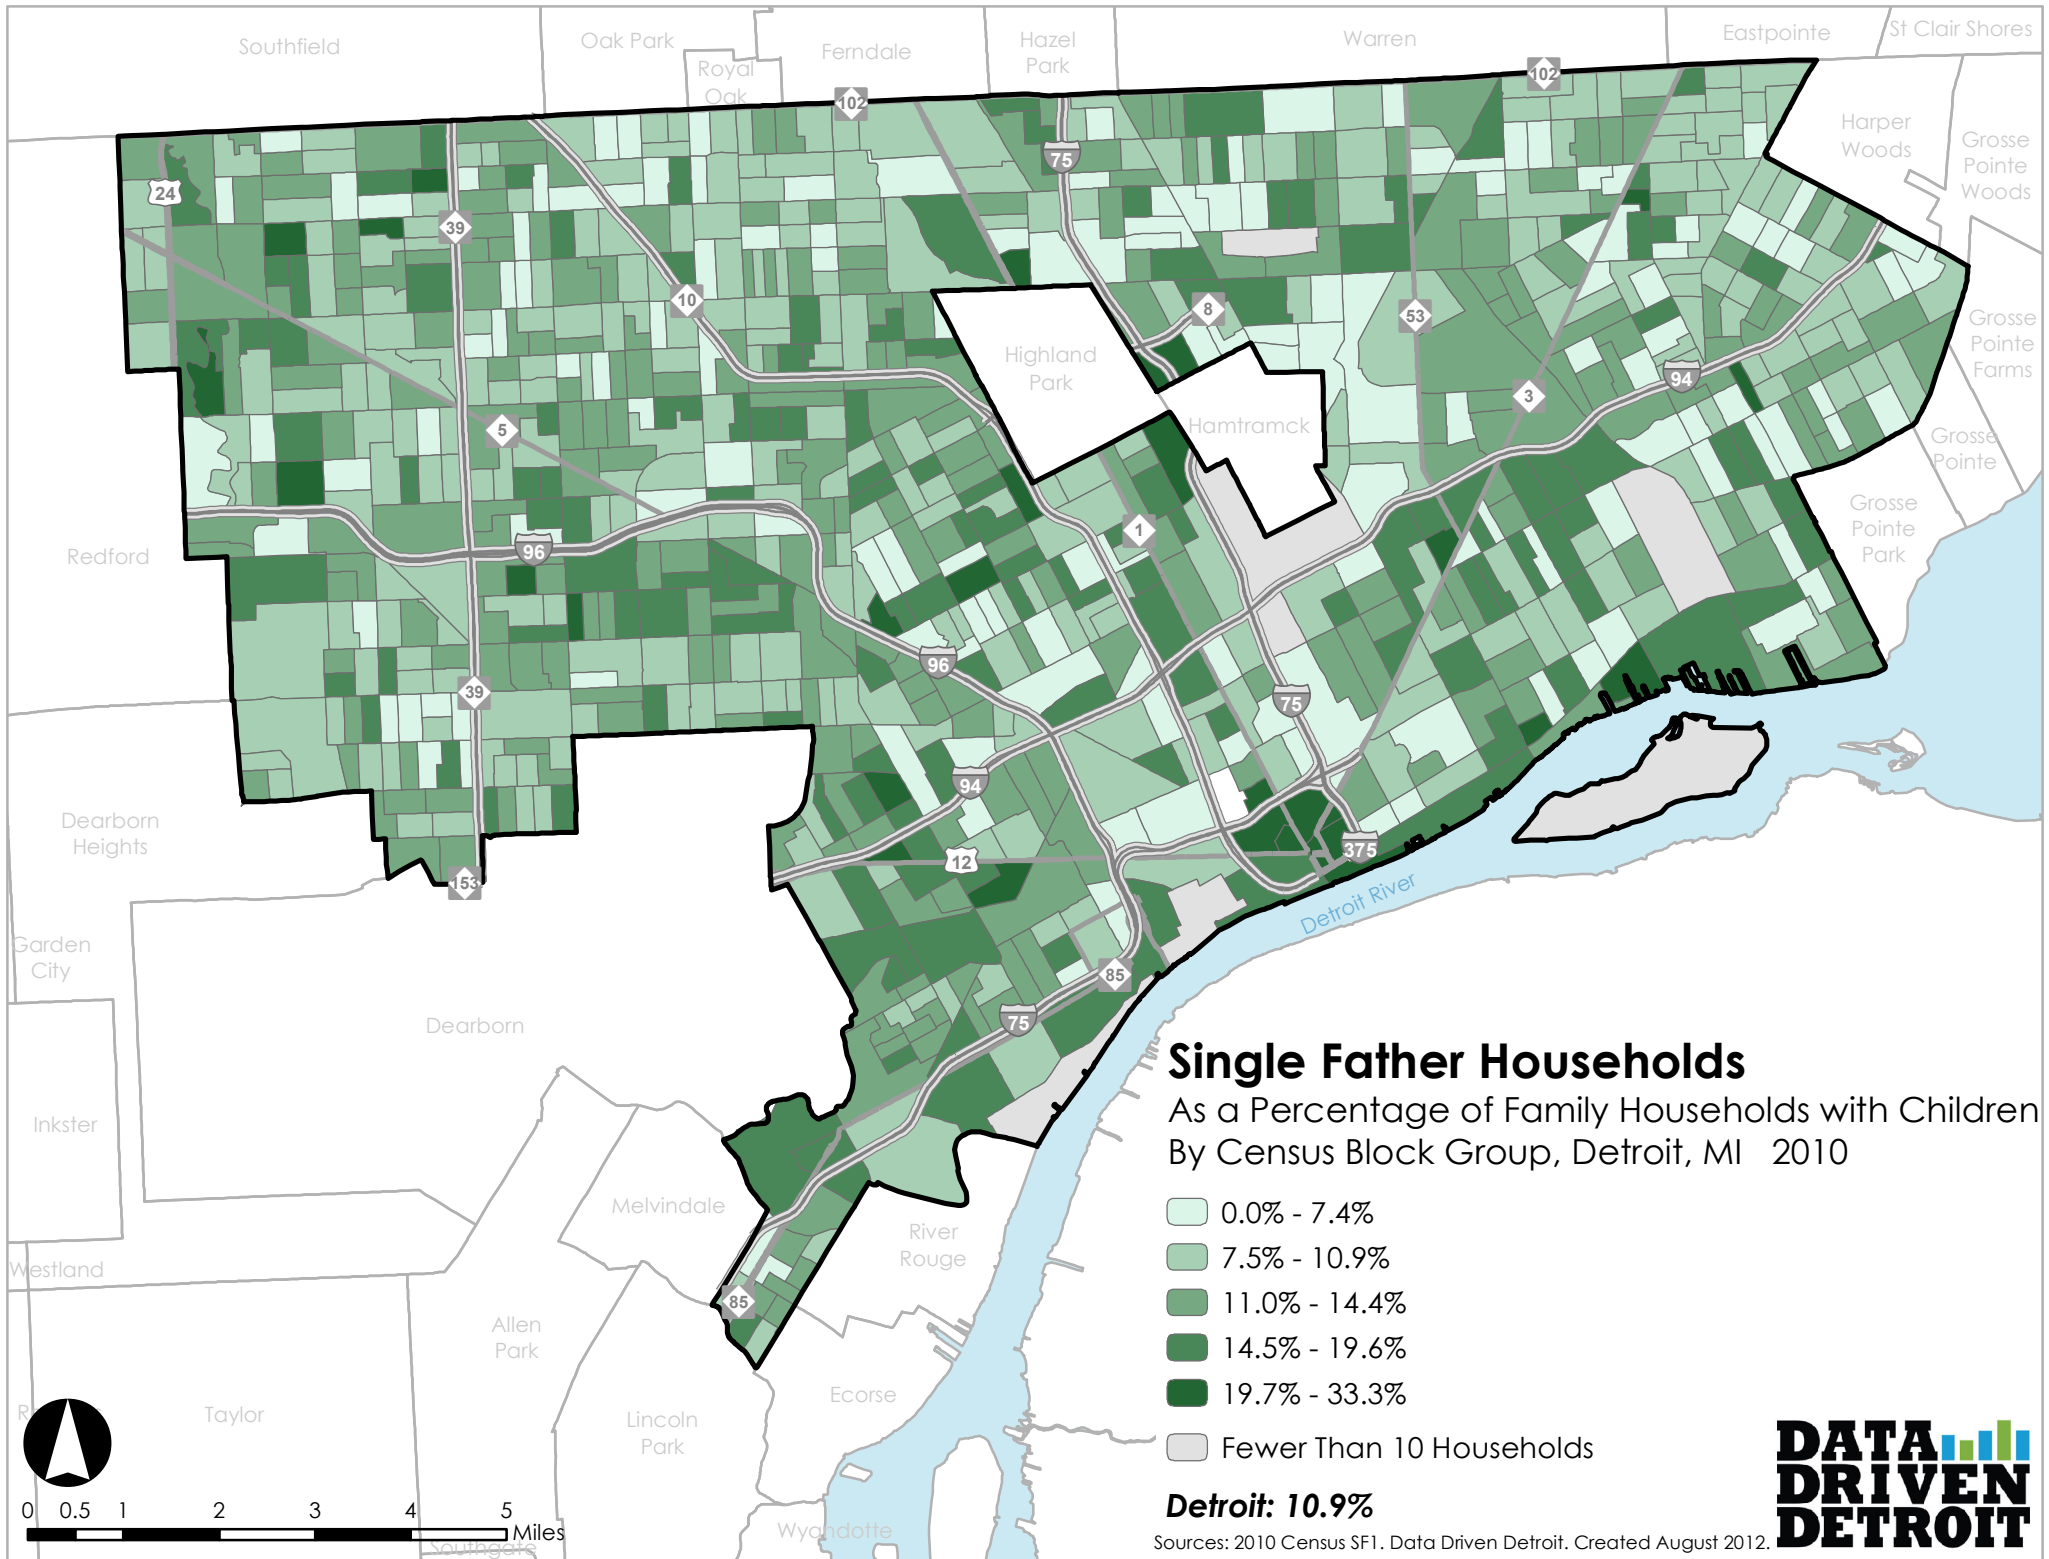 Southfield
Oak Park
Royal
Oak
Ferndale
Hazel
Park
Warren
Eastpointe
St Clair Shores
102
102
Harper
Woods
Grosse
Pointe
Woods
75
24
39
10
8
53
Grosse
Pointe
Farms
Highland
Park
94
3
Hamtramck
5
Grosse
Pointe
1
Grosse
Pointe
Park
96
Redford
96
39
75
94
Dearborn
Heights
12
375
153
Detroit River
Garden
City
85
75
Dearborn
Inkster
Melvindale
River
Rouge
Westland
85
Allen
Park
Taylor
Lincoln
Park
Ecorse
Wyandotte
Southgate
Single Father Households
As a Percentage of Family Households with Children
By Census Block Group, Detroit, MI 2010
0.0% - 7.4%
7.5% - 10.9%
11.0% - 14.4%
14.5% - 19.6%
19.7% - 33.3%
Fewer Than 10 Households
Detroit: 10.9%
Sources: 2010 Census SF1. Data Driven Detroit. Created August 2012.
0 0.5 1 2 3 4 5
Miles
DATA
DRIVEN
DETROIT